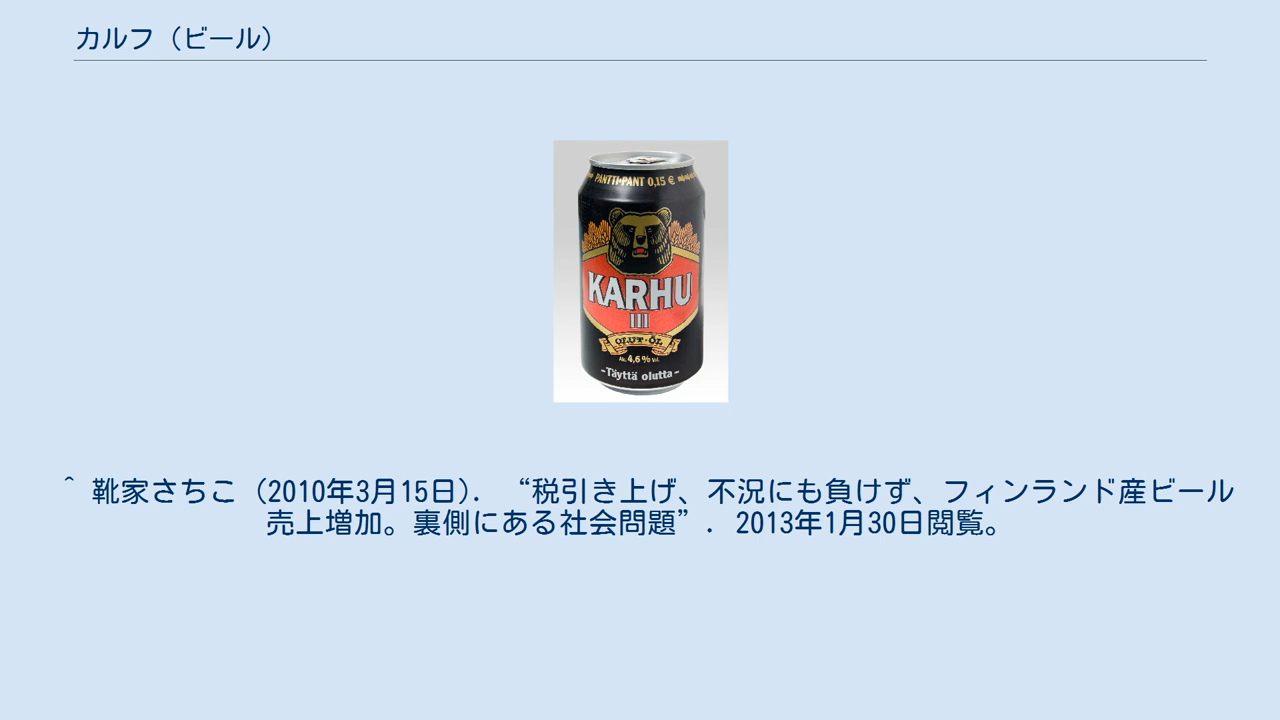 カルフ（ビール）
PANTTI-PANT 0,15 €
KARHU
III
OLUT·ÖL
Alc. 4,6 % Vol.
-Täyttä olutta-
^ 靴家さちこ（2010年3月15日）. “税引き上げ、不況にも負けず、フィンランド産ビール
売上増加。裏側にある社会問題”. 2013年1月30日閲覧。